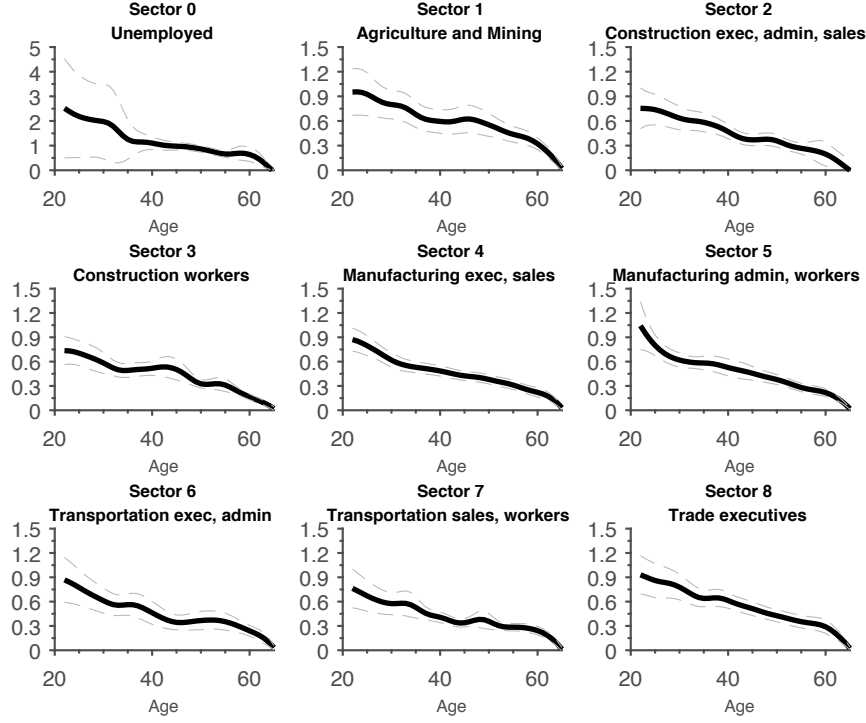 Sector 0
Unemployed
5
4
3
2
1
0
20 40 60
Age
Sector 1
Agriculture and Mining
1.5
1.2
0.9
0.6
0.3
0
20 40 60
Age
Sector 2
Construction exec, admin, sales
1.5
1.2
0.9
0.6
0.3
0
20 40 60
Age
Sector 3
Construction workers
1.5
1.2
0.9
0.6
0.3
0
20 40 60
Age
Sector 4
Manufacturing exec, sales
1.5
1.2
0.9
0.6
0.3
0
20 40 60
Age
Sector 5
Manufacturing admin, workers
1.5
1.2
0.9
0.6
0.3
0
20 40 60
Age
Sector 6
Transportation exec, admin
1.5
1.2
0.9
0.6
0.3
0
20 40 60
Age
Sector 7
Transportation sales, workers
1.5
1.2
0.9
0.6
0.3
0
20 40 60
Age
Sector 8
Trade executives
1.5
1.2
0.9
0.6
0.3
0
20 40 60
Age